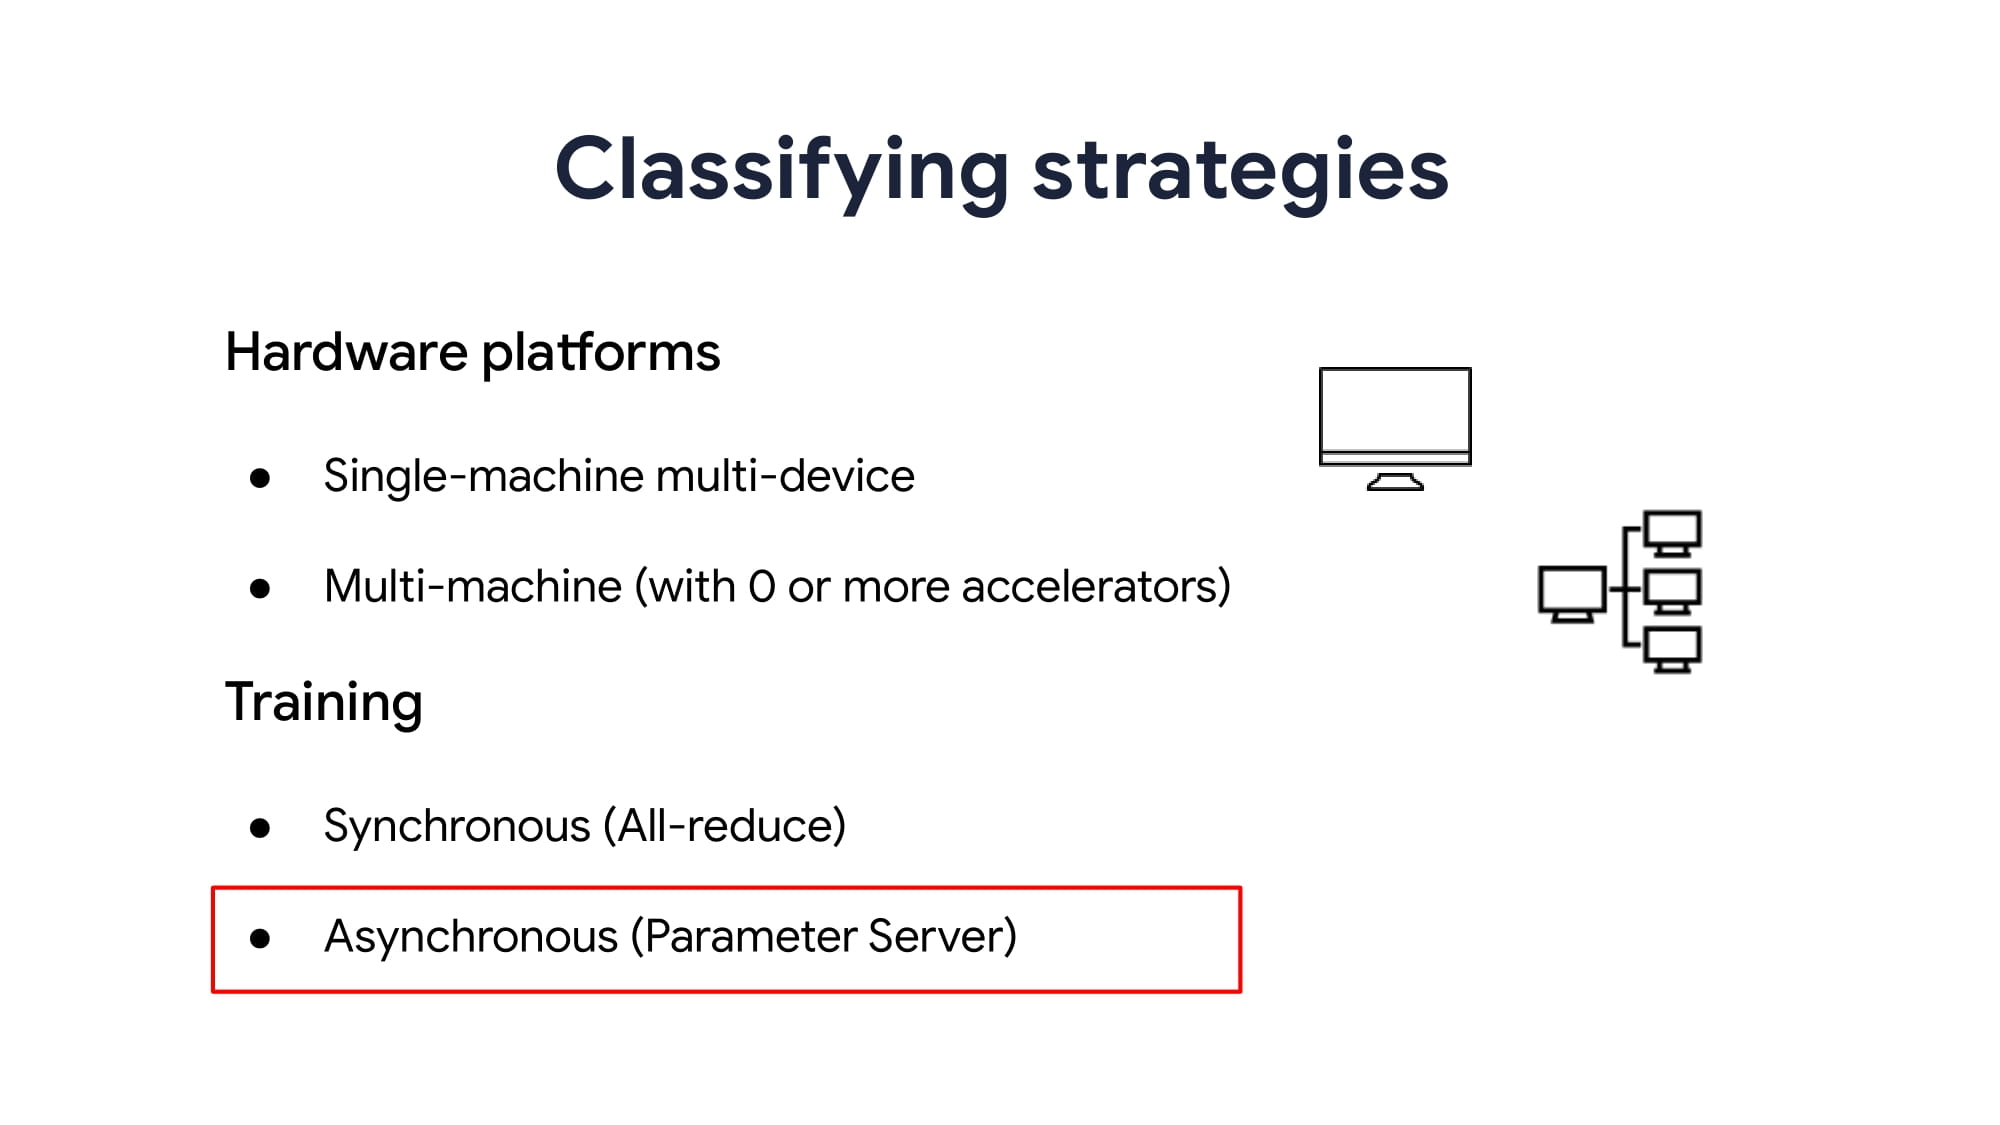 Classifying strategies
Hardware platforms
● Single-machine multi-device
● Multi-machine (with 0 or more accelerators)
Training
● Synchronous (All-reduce)
● Asynchronous (Parameter Server)